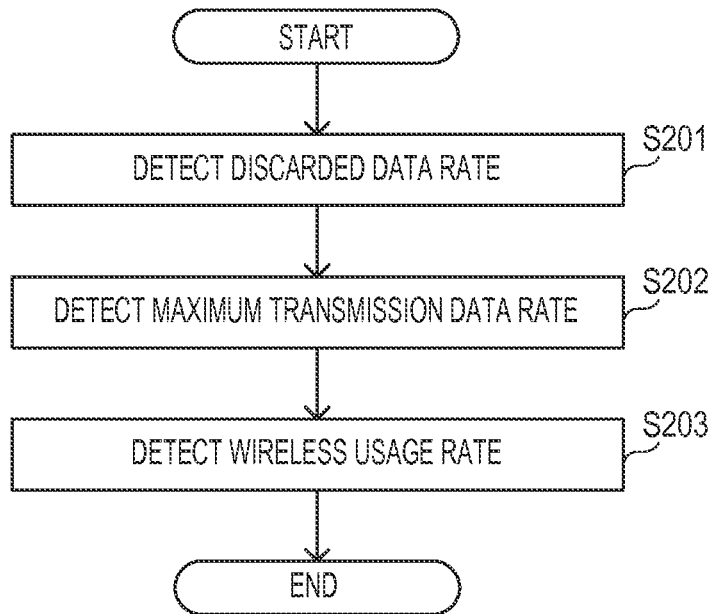 START
DETECT DISCARDED DATA RATE
S201
DETECT MAXIMUM TRANSMISSION DATA RATE
S202
DETECT WIRELESS USAGE RATE
S203
END